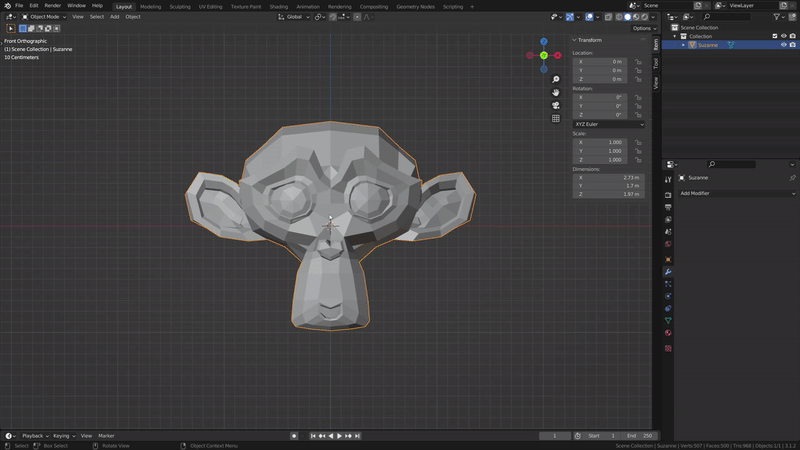 File Edit Render Window Help Layout Modeling Sculpting UV Editing Texture Paint Shading Animation Rendering Compositing Geometry Nodes Scripting + Scene ViewLayer
Object Mode View Select Add Object Global
Options
Front Orthographic
(1) Scene Collection | Suzanne
10 Centimeters
Transform
Location:
X 0 m
Y 0 m
Z 0 m
Rotation:
X 0°
Y 0°
Z 0°
XYZ Euler
Scale:
X 1.000
Y 1.000
Z 1.000
Dimensions:
X 2.73 m
Y 1.7 m
Z 1.97 m
Item
Tool
View
Z
Y
X
Scene Collection
Collection
Suzanne
Suzanne
Add Modifier
Playback Keying View Marker 1 Start 1 End 250
Select Box Select Rotate View Object Context Menu Scene Collection | Suzanne | Verts:507 | Faces:500 | Tris:968 | Objects:1/1 | 3.1.2